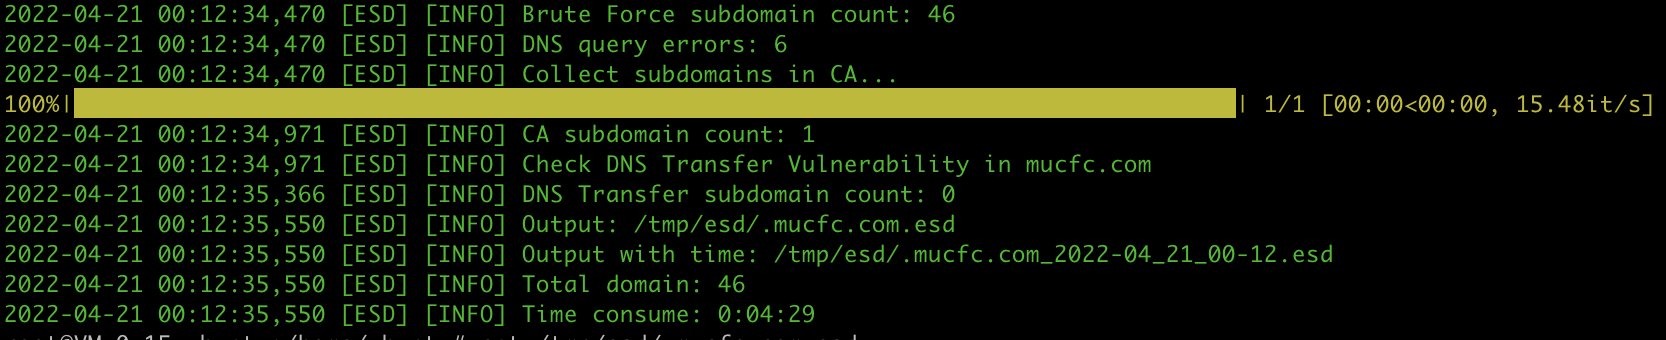 2022-04-21 00:12:34,470 [ESD] [INFO] Brute Force subdomain count: 46
2022-04-21 00:12:34,470 [ESD] [INFO] DNS query errors: 6
2022-04-21 00:12:34,470 [ESD] [INFO] Collect subdomains in CA...
100%| | 1/1 [00:00<00:00, 15.48it/s]
2022-04-21 00:12:34,971 [ESD] [INFO] CA subdomain count: 1
2022-04-21 00:12:34,971 [ESD] [INFO] Check DNS Transfer Vulnerability in mucfc.com
2022-04-21 00:12:35,366 [ESD] [INFO] DNS Transfer subdomain count: 0
2022-04-21 00:12:35,550 [ESD] [INFO] Output: /tmp/esd/.mucfc.com.esd
2022-04-21 00:12:35,550 [ESD] [INFO] Output with time: /tmp/esd/.mucfc.com_2022-04_21_00-12.esd
2022-04-21 00:12:35,550 [ESD] [INFO] Total domain: 46
2022-04-21 00:12:35,550 [ESD] [INFO] Time consume: 0:04:29